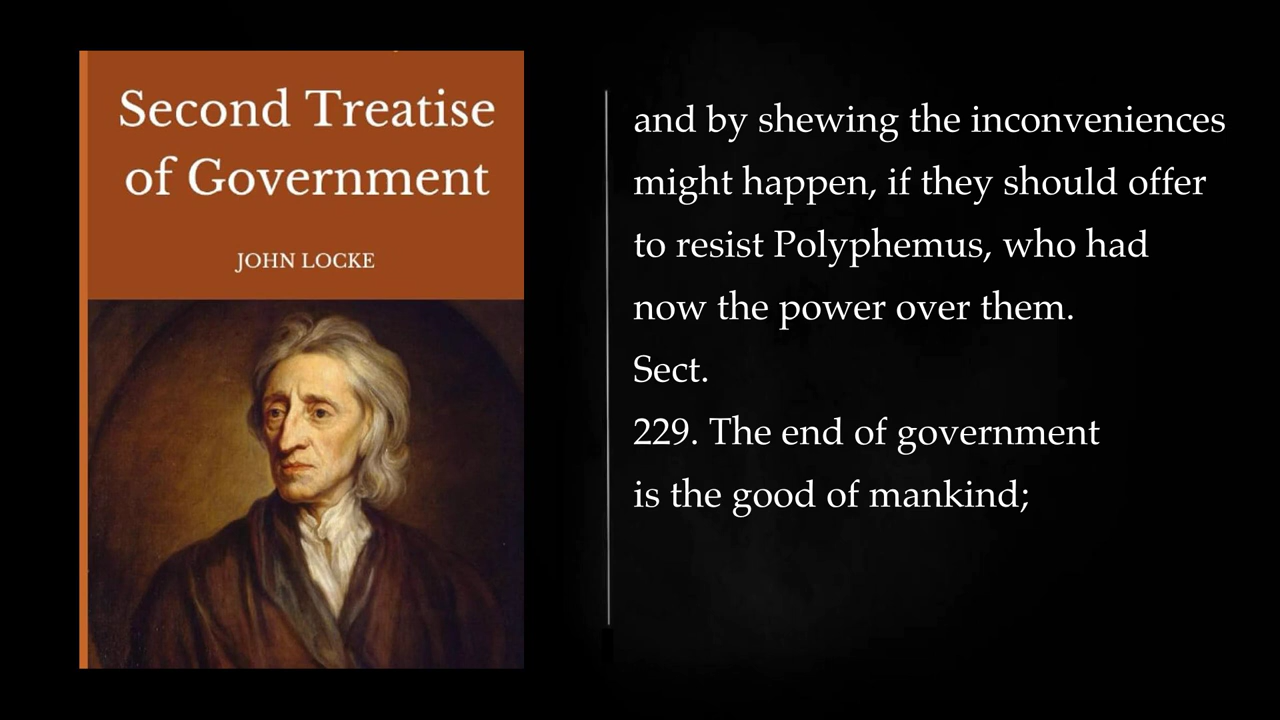 Second Treatise
of Government
JOHN LOCKE
and by shewing the inconveniences
might happen, if they should offer
to resist Polyphemus, who had
now the power over them.
Sect.
229. The end of government
is the good of mankind;